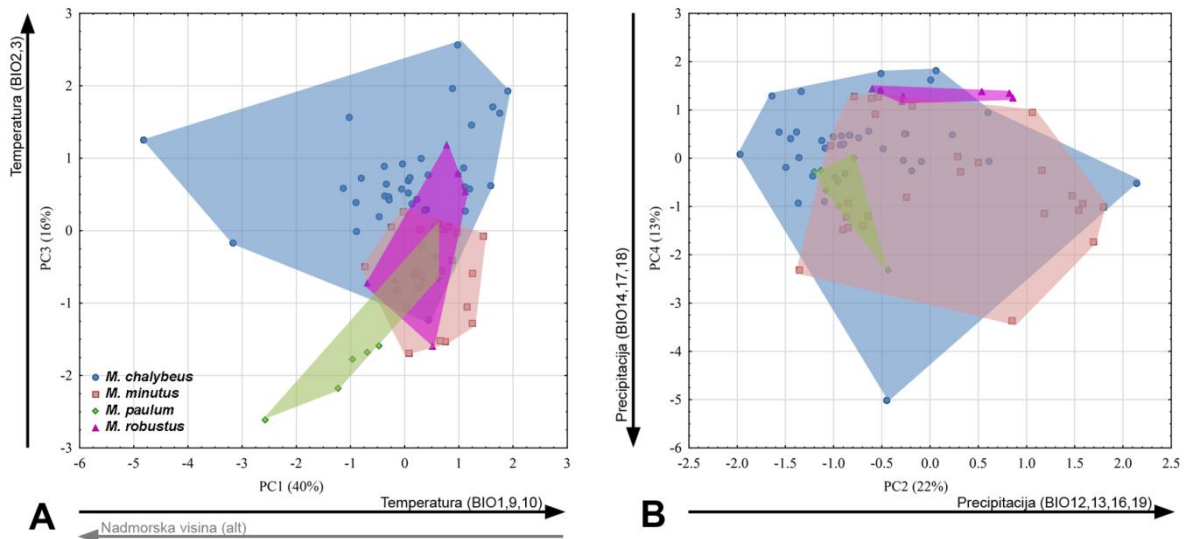 Temperatura (BIO2,3)
PC3 (16%)
3
2
1
0
-1
-2
-3
M. chalybeus
M. minutus
M. paulum
M. robustus
-6 -5 -4 -3 -2 -1 0 1 2 3
PC1 (40%)
A
Temperatura (BIO1,9,10)
Nadmorska visina (alt)
Precipitacija (BIO14,17,18)
PC4 (13%)
3
2
1
0
-1
-2
-3
-4
-5
-6
-2.5 -2.0 -1.5 -1.0 -0.5 0.0 0.5 1.0 1.5 2.0 2.5
PC2 (22%)
B
Precipitacija (BIO12,13,16,19)